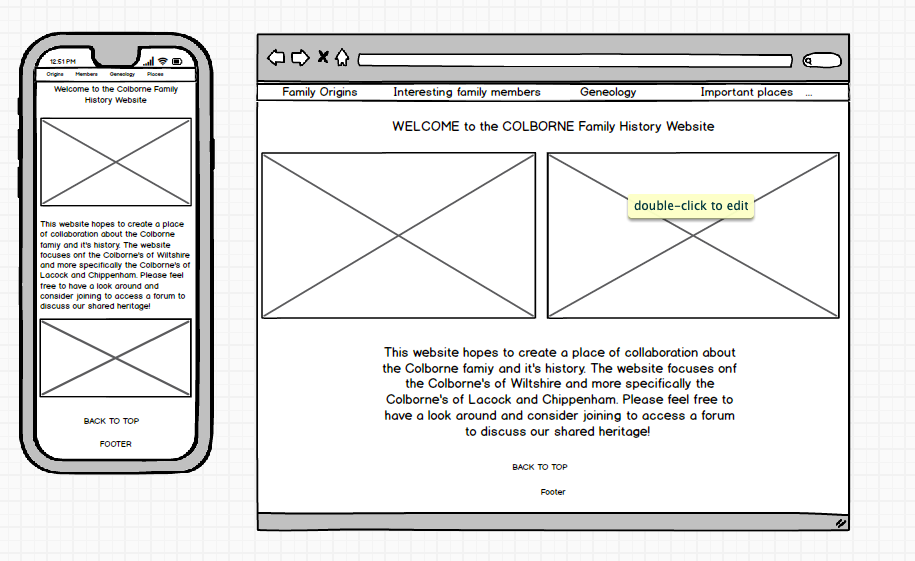 12:51 PM
Origins Members Geneology Places
Welcome to the Colborne Family
History Website
This website hopes to create a place
of collaboration about the Colborne
famiy and it's history. The website
focuses onf the Colborne's of Wiltshire
and more specifically the Colborne's of
Lacock and Chippenham. Please feel
free to have a look around and
consider joining to access a forum to
discuss our shared heritage!
BACK TO TOP
FOOTER
Family Origins Interesting family members Geneology Important places ...
WELCOME to the COLBORNE Family History Website
double-click to edit
This website hopes to create a place of collaboration about
the Colborne famiy and it's history. The website focuses onf
the Colborne's of Wiltshire and more specifically the
Colborne's of Lacock and Chippenham. Please feel free to
have a look around and consider joining to access a forum
to discuss our shared heritage!
BACK TO TOP
Footer